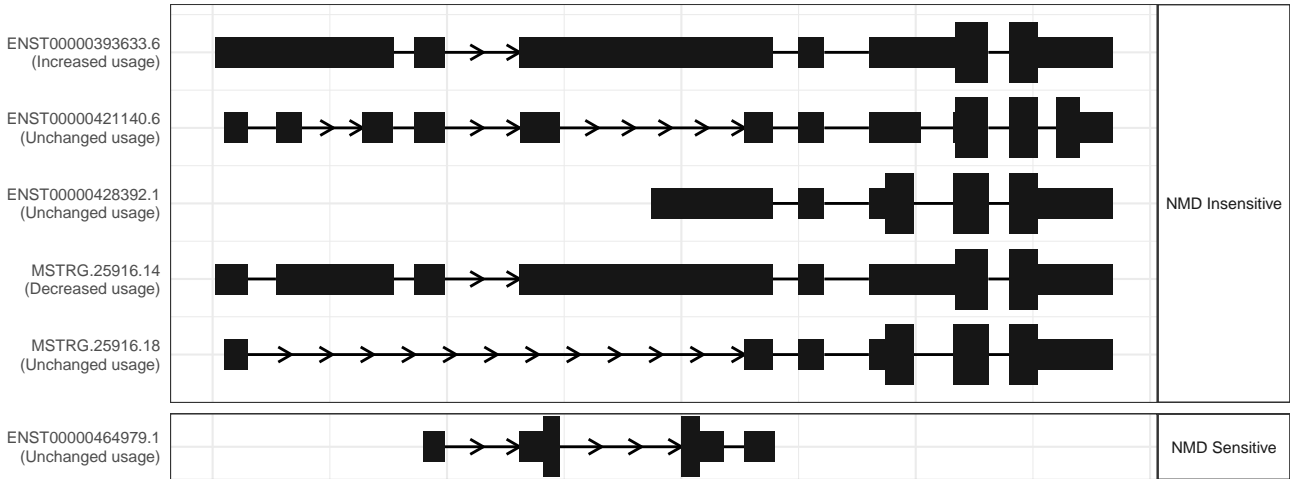 ENST00000393633.6
(Increased usage)
ENST00000421140.6
(Unchanged usage)
ENST00000428392.1
(Unchanged usage)
NMD Insensitive
MSTRG.25916.14
(Decreased usage)
MSTRG.25916.18
(Unchanged usage)
ENST00000464979.1
(Unchanged usage)
NMD Sensitive